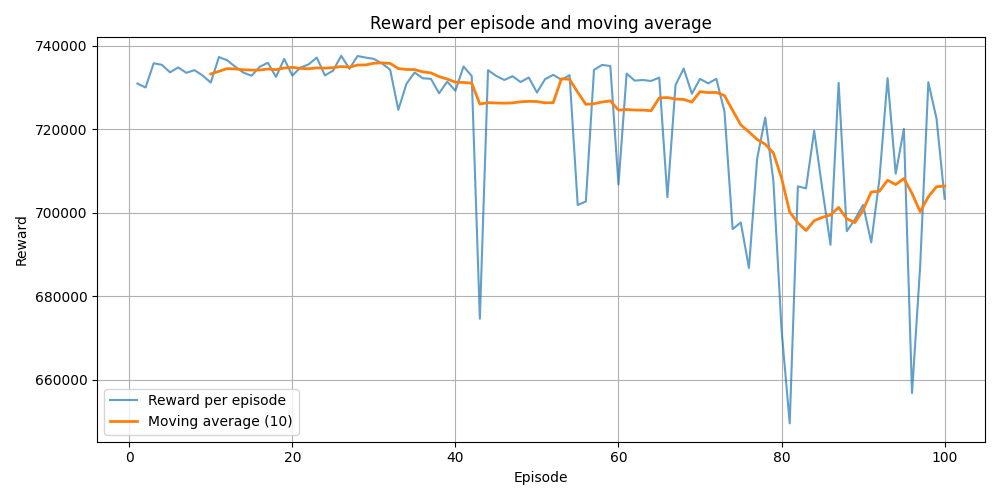 Reward per episode and moving average
740000
720000
700000
680000
660000
Reward
Reward per episode
Moving average (10)
0 20 40 60 80 100
Episode